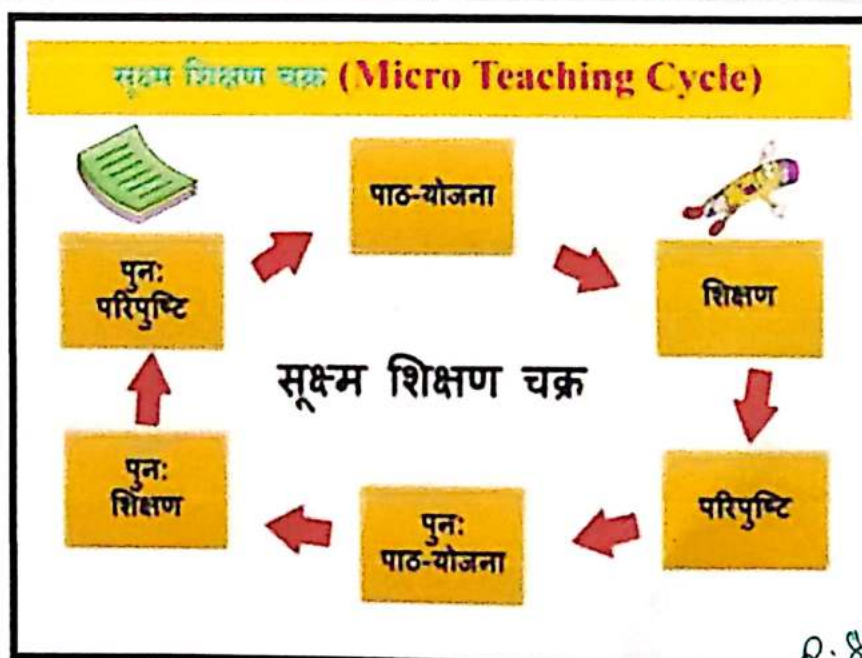 सूक्ष्म शिक्षण चक्र (Micro Teaching Cycle)
पाठ-योजना
शिक्षण
परिपुष्टि
पुनः
पाठ-योजना
पुनः
शिक्षण
पुनः
परिपुष्टि
सूक्ष्म शिक्षण चक्र